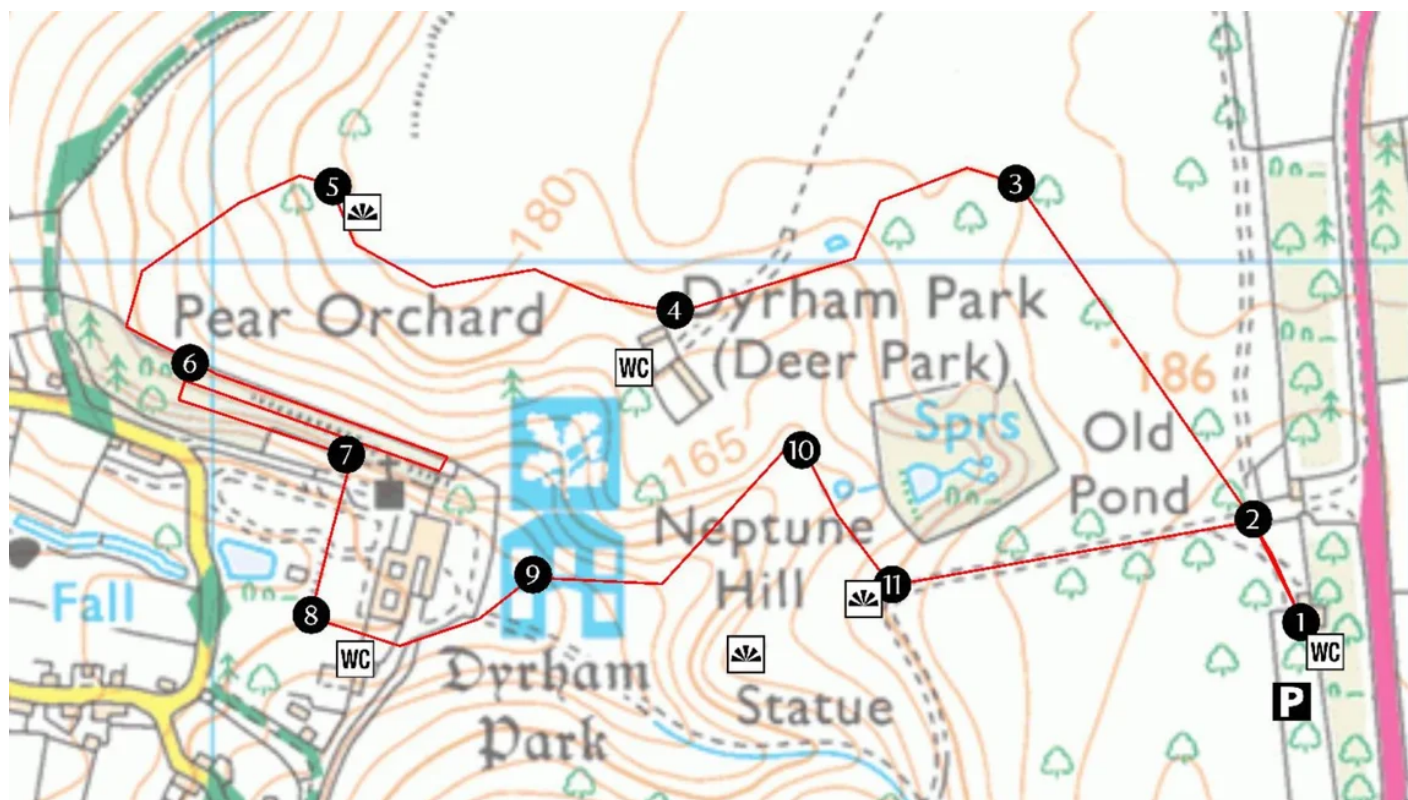 180
5
3
4
Pear Orchard
Dyrham Park
(Deer Park)
WC
186
6
Sprs
Old
Pond
165
10
7
2
Neptune
Hill
9
11
Fall
8
1
WC
WC
Dyrham
Park
Statue
P